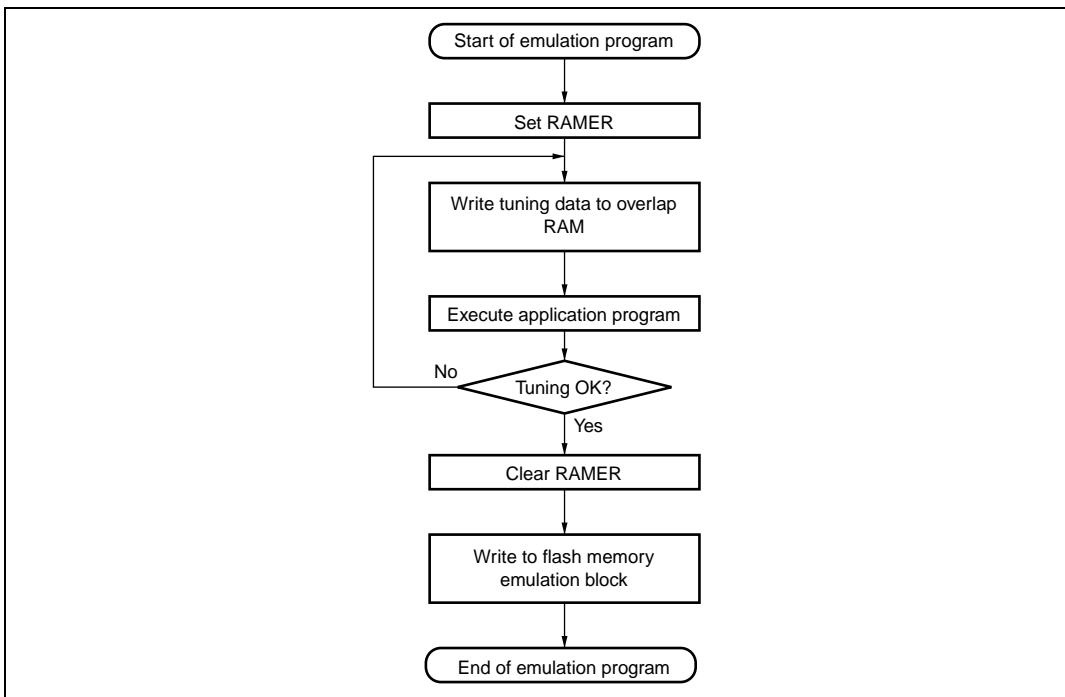 Start of emulation program
Set RAMER
Write tuning data to overlap
RAM
Execute application program
No
Tuning OK?
Yes
Clear RAMER
Write to flash memory
emulation block
End of emulation program